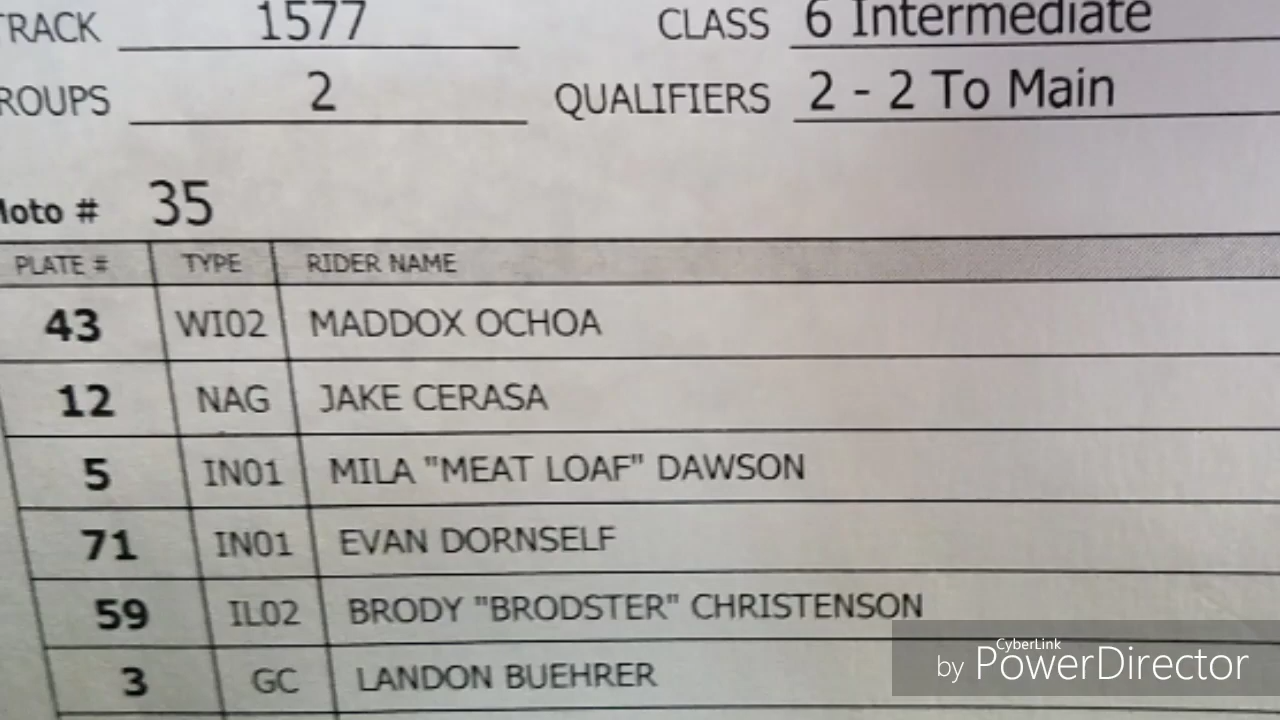 TRACK 1577 CLASS 6 Intermediate
ROUPS 2 QUALIFIERS 2 - 2 To Main
Moto # 35
PLATE # TYPE RIDER NAME
43 WI02 MADDOX OCHOA
12 NAG JAKE CERASA
5 IN01 MILA "MEAT LOAF" DAWSON
71 IN01 EVAN DORNSELF
59 IL02 BRODY "BRODSTER" CHRISTENSON
3 GC LANDON BUEHRER
CyberLink
by PowerDirector